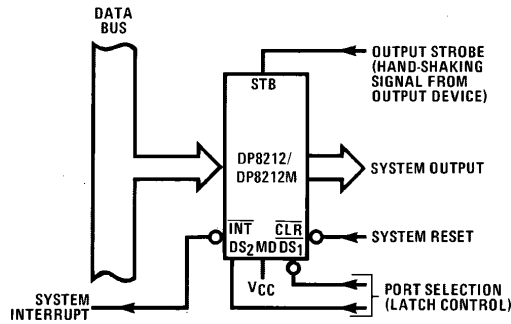 DATA
BUS
OUTPUT STROBE
(HAND-SHAKING
SIGNAL FROM
OUTPUT DEVICE)
STB
DP8212/
DP8212M
SYSTEM OUTPUT
INT CLR
DS2 MD DS1
SYSTEM RESET
VCC
PORT SELECTION
(LATCH CONTROL)
SYSTEM
INTERRUPT